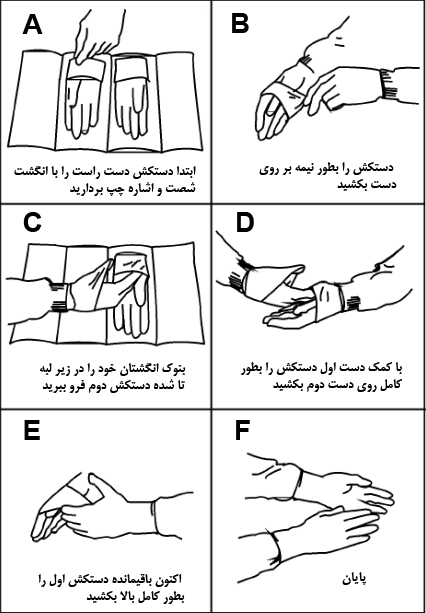 A
ابتدا دستکش دست راست را با انگشت
شصت و اشاره چپ بردارید
B
دستکش را بطور نیمه بر روی
دست بکشید
C
بنوک انگشتان خود را در زیر لبه
تا شده دستکش دوم فرو ببرید
D
با کمک دست اول دستکش را بطور
کامل روی دست دوم بکشید
E
اکنون باقیمانده دستکش اول را
بطور کامل بالا بکشید
F
پایان